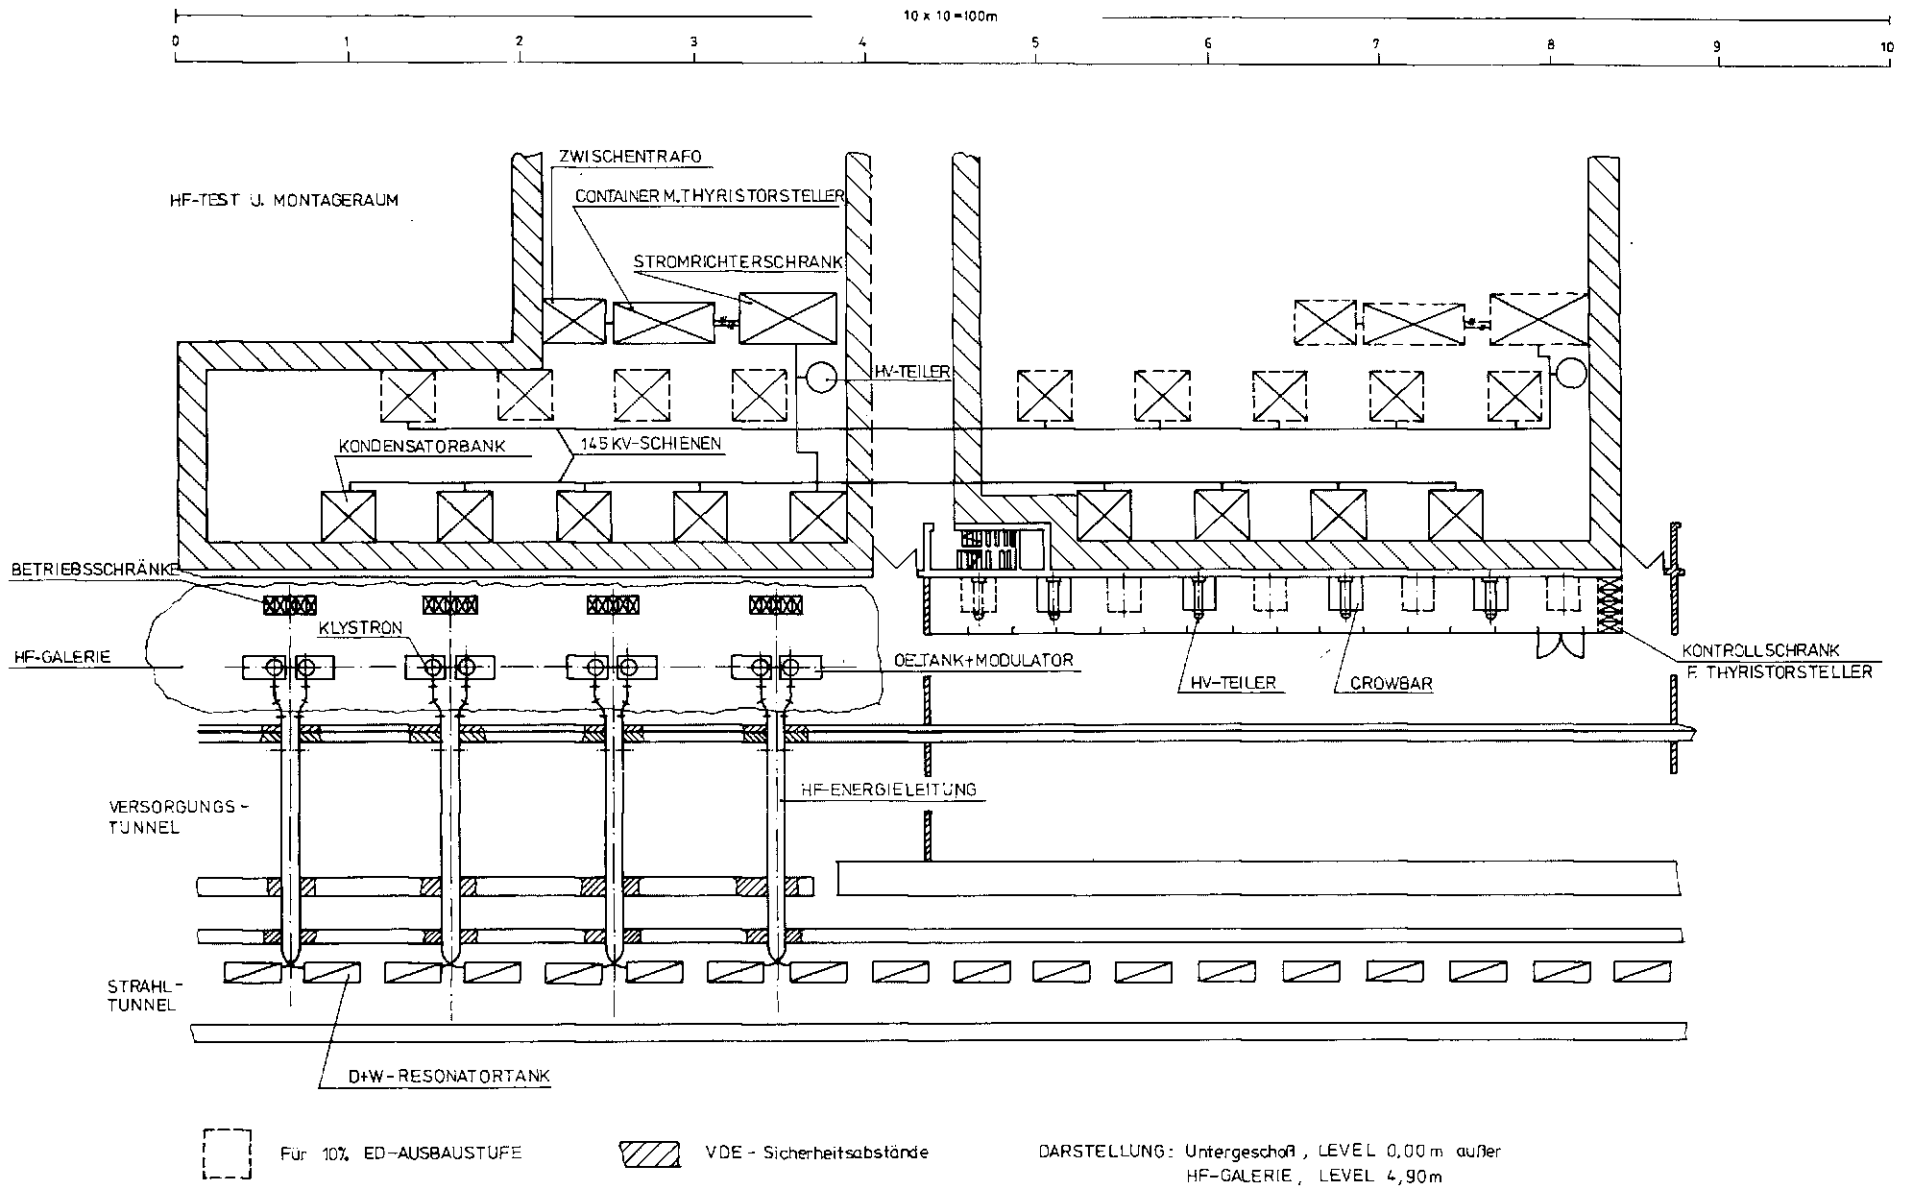 10 x 10 = 100m
0 1 2 3 4 5 6 7 8 9 10
ZWISCHENTRAFO
HF-TEST U. MONTAGERAUM
CONTAINER M. THYRISTORSTELLER
STROMRICHTERSCHRANK
HV-TEILER
KONDENSATORBANK
145 KV-SCHIENEN
BETRIEBSSCHRÄNKE
KLYSTRON
HF-GALERIE
OELTANK+MODULATOR
HV-TEILER
CROWBAR
KONTROLLSCHRANK
F. THYRISTORSTELLER
HF-ENERGIELEITUNG
VERSORGUNGS-
TUNNEL
STRAHL-
TUNNEL
D+W-RESONATORTANK
Für 10% ED-AUSBAUSTUFE
VDE - Sicherheitsabstände
DARSTELLUNG: Untergeschoß, LEVEL 0,00 m außer
HF-GALERIE, LEVEL 4,90m